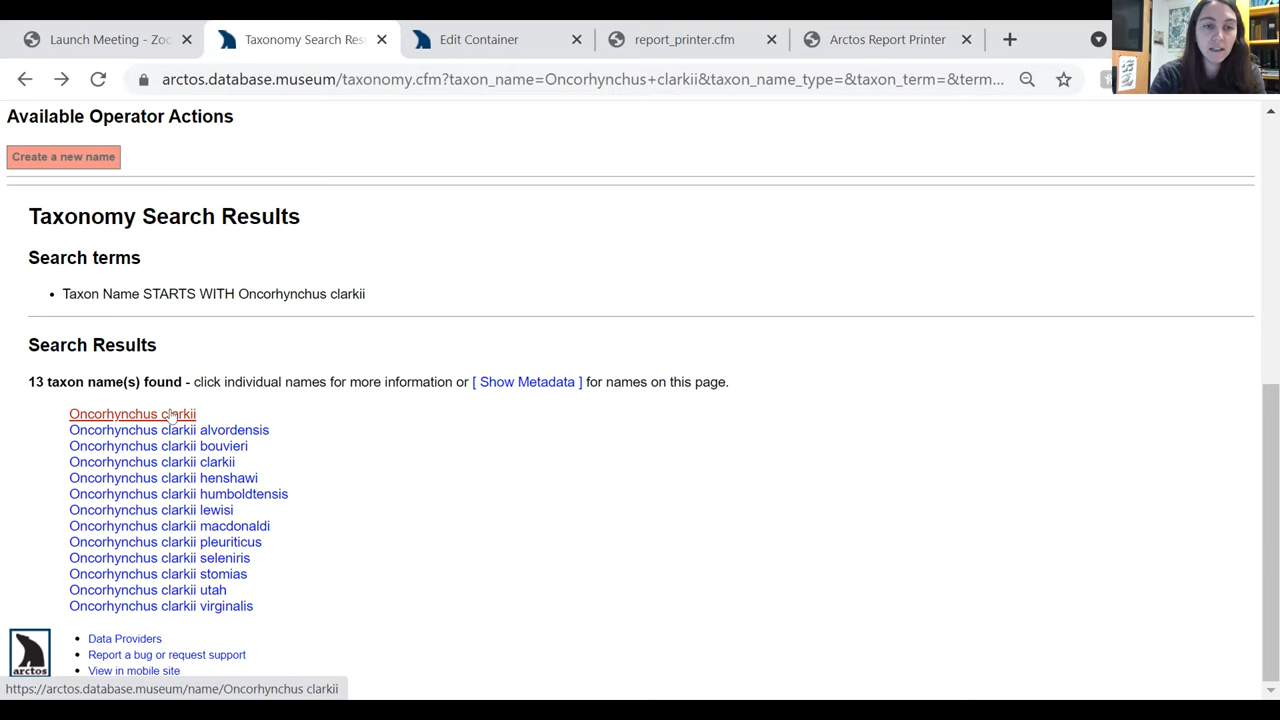 Launch Meeting - Zoo
Taxonomy Search Res
Edit Container
report_printer.cfm
Arctos Report Printer
arctos.database.museum/taxonomy.cfm?taxon_name=Oncorhynchus+clarkii&taxon_name_type=&taxon_term=&term...
Available Operator Actions
Create a new name
Taxonomy Search Results
Search terms
• Taxon Name STARTS WITH Oncorhynchus clarkii
Search Results
13 taxon name(s) found - click individual names for more information or [ Show Metadata ] for names on this page.
Oncorhynchus clarkii
Oncorhynchus clarkii alvordensis
Oncorhynchus clarkii bouvieri
Oncorhynchus clarkii clarkii
Oncorhynchus clarkii henshawi
Oncorhynchus clarkii humboldtensis
Oncorhynchus clarkii lewisi
Oncorhynchus clarkii macdonaldi
Oncorhynchus clarkii pleuriticus
Oncorhynchus clarkii seleniris
Oncorhynchus clarkii stomias
Oncorhynchus clarkii utah
Oncorhynchus clarkii virginalis
arctos
• Data Providers
• Report a bug or request support
• View in mobile site
https://arctos.database.museum/name/Oncorhynchus clarkii